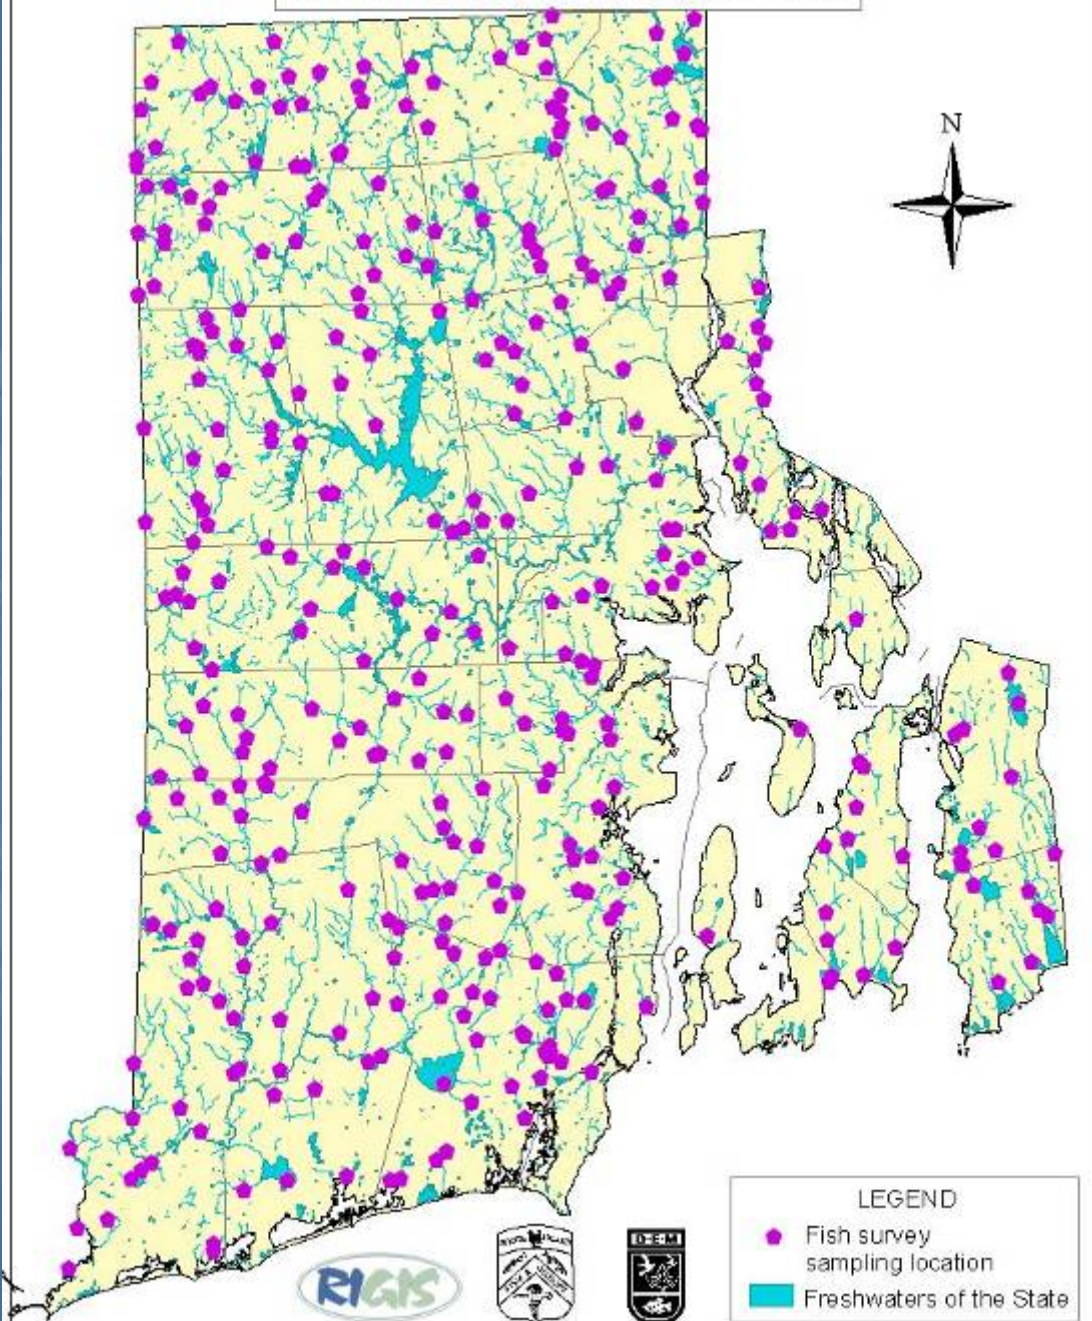 N
LEGEND
Fish survey
sampling location
Freshwaters of the State
RIGIS
D·E·M